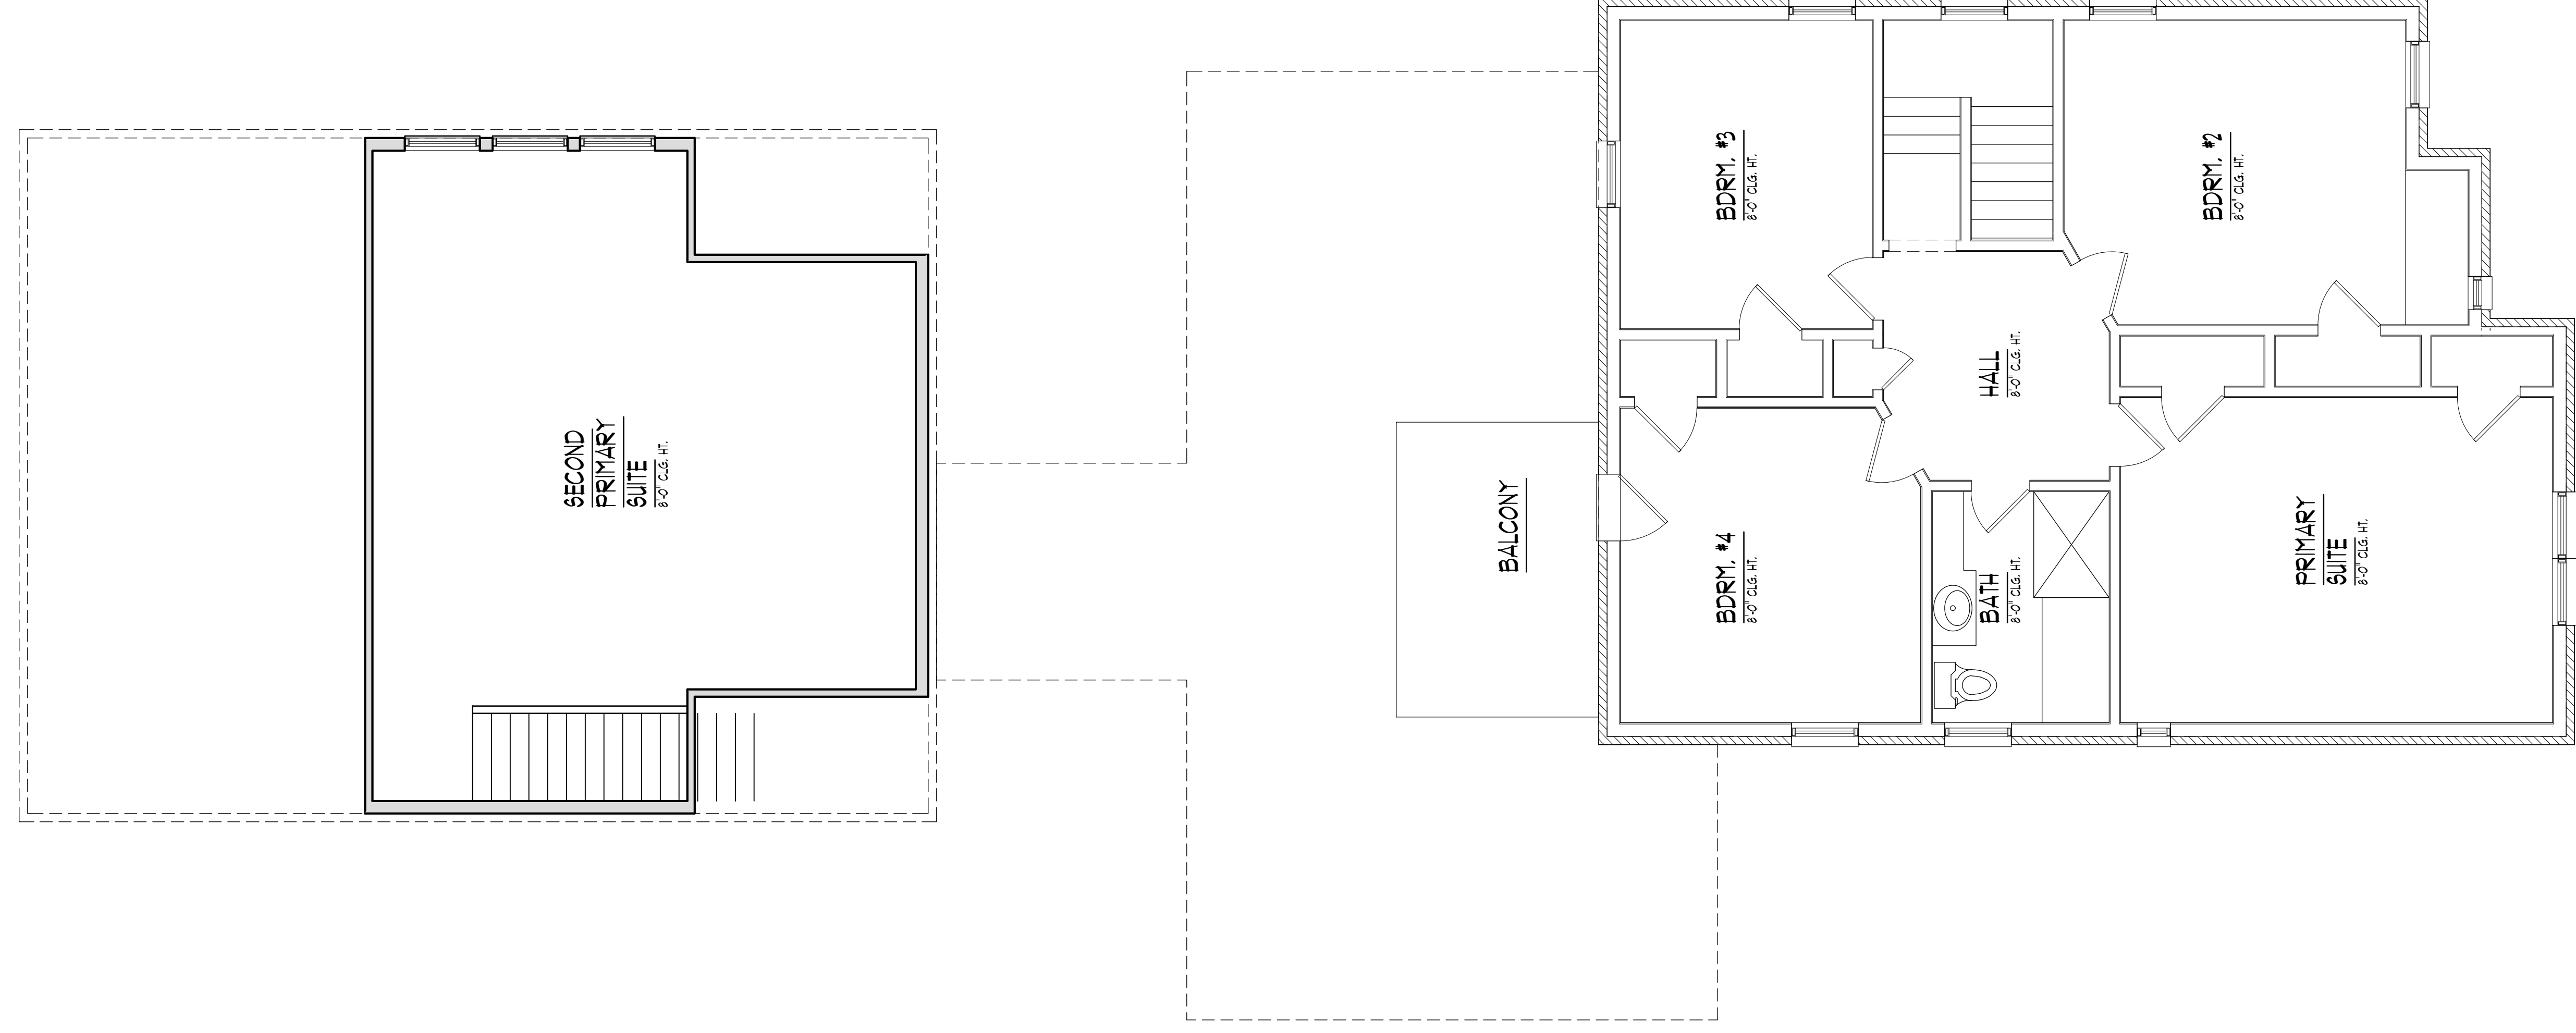 SECOND
PRIMARY
SUITE
8'-0" CLG. HT.
BALCONY
BDRM. #3
8'-0" CLG. HT.
BDRM. #4
8'-0" CLG. HT.
HALL
8'-0" CLG. HT.
BATH
8'-0" CLG. HT.
BDRM. #2
8'-0" CLG. HT.
PRIMARY
SUITE
8'-0" CLG. HT.